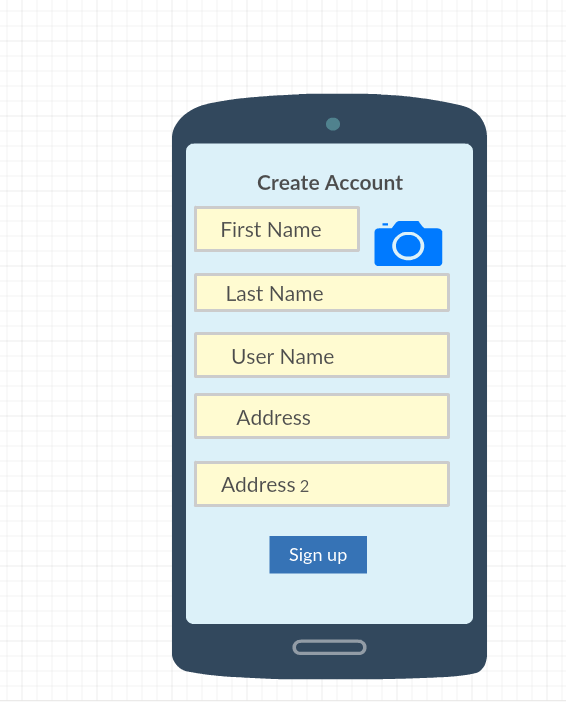 Create Account
First Name
Last Name
User Name
Address
Address 2
Sign up